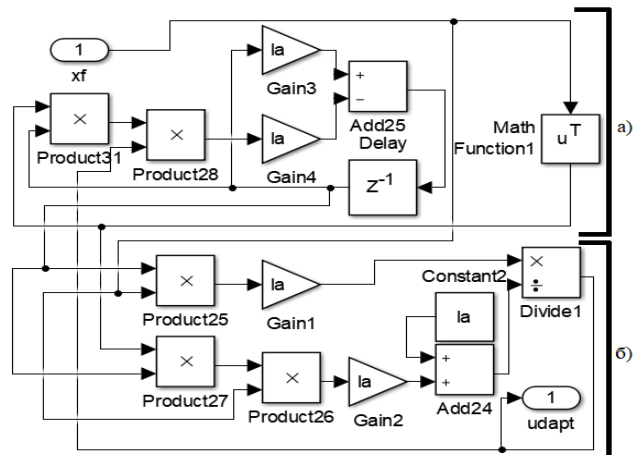 1
xf
la
Gain3
+
−
Add25
Delay
×
Product31
×
Product28
la
Gain4
Math
Function1
u^T
а)
Z^-1
×
Product25
la
Gain1
Constant2
la
×
÷
Divide1
×
Product27
×
Product26
la
Gain2
+
+
Add24
1
udapt
б)